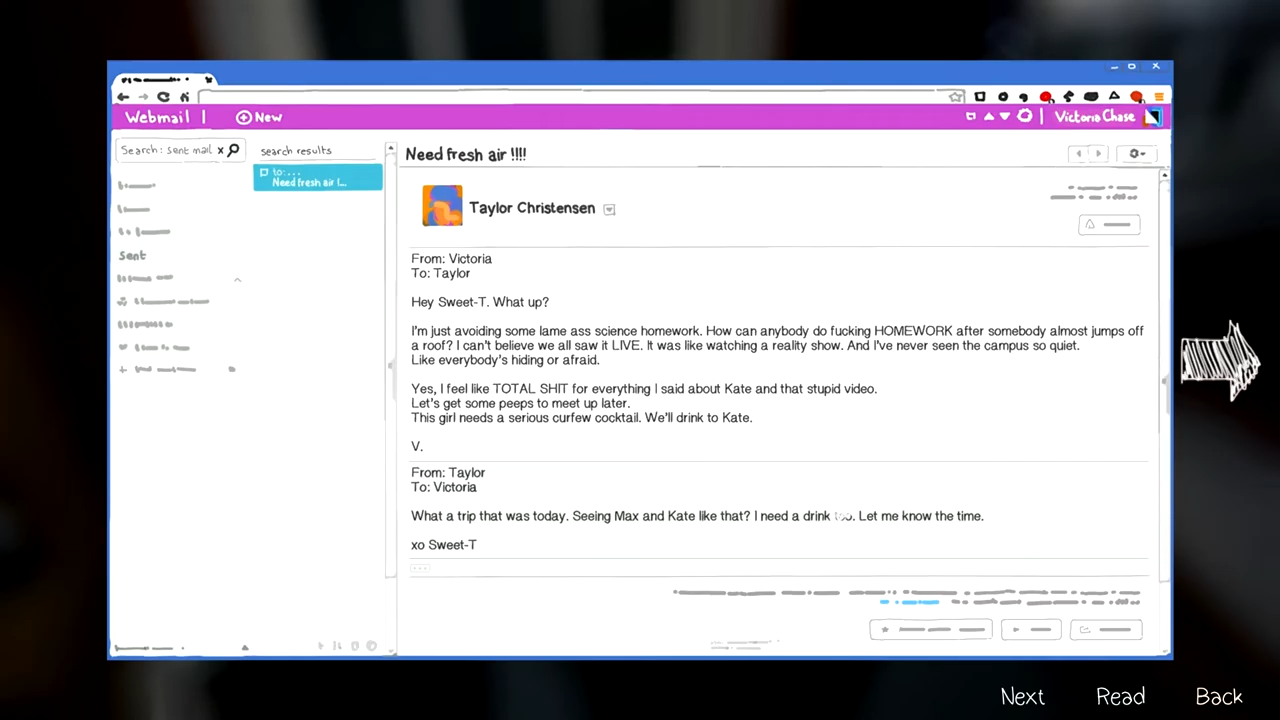 Webmail
New
Victoria Chase
Search: sent mail x
search results
Need fresh air !!!!
to:...
Need fresh air !...
Taylor Christensen
Sent
From: Victoria
To: Taylor
Hey Sweet-T. What up?
I'm just avoiding some lame ass science homework. How can anybody do fucking HOMEWORK after somebody almost jumps off
a roof? I can't believe we all saw it LIVE. It was like watching a reality show. And I've never seen the campus so quiet.
Like everybody's hiding or afraid.
Yes, I feel like TOTAL SHIT for everything I said about Kate and that stupid video.
Let's get some peeps to meet up later.
This girl needs a serious curfew cocktail. We'll drink to Kate.
V.
From: Taylor
To: Victoria
What a trip that was today. Seeing Max and Kate like that? I need a drink too. Let me know the time.
xo Sweet-T
Next Read Back